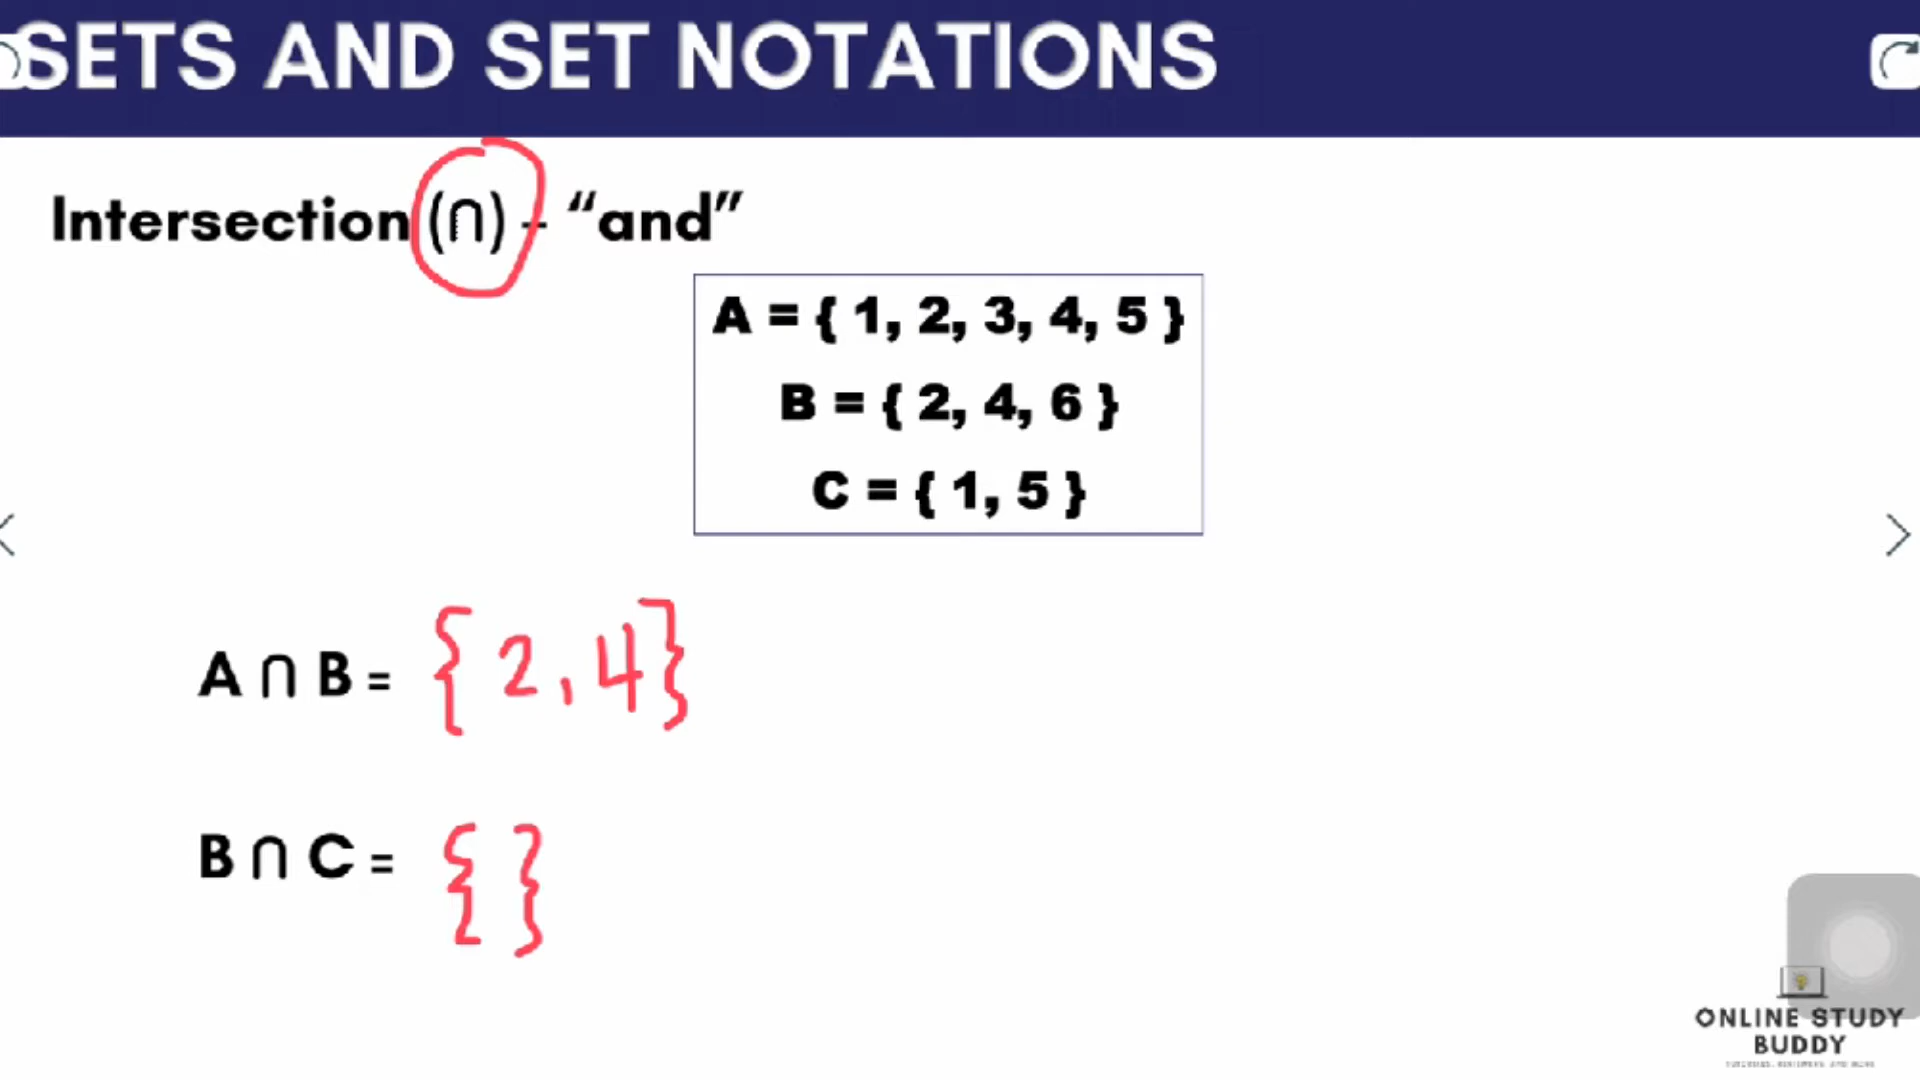 SETS AND SET NOTATIONS
Intersection (∩) - “and”
A = { 1, 2, 3, 4, 5 }
B = { 2, 4, 6 }
C = { 1, 5 }
A ∩ B = { 2, 4 }
B ∩ C = { }
ONLINE STUDY
BUDDY